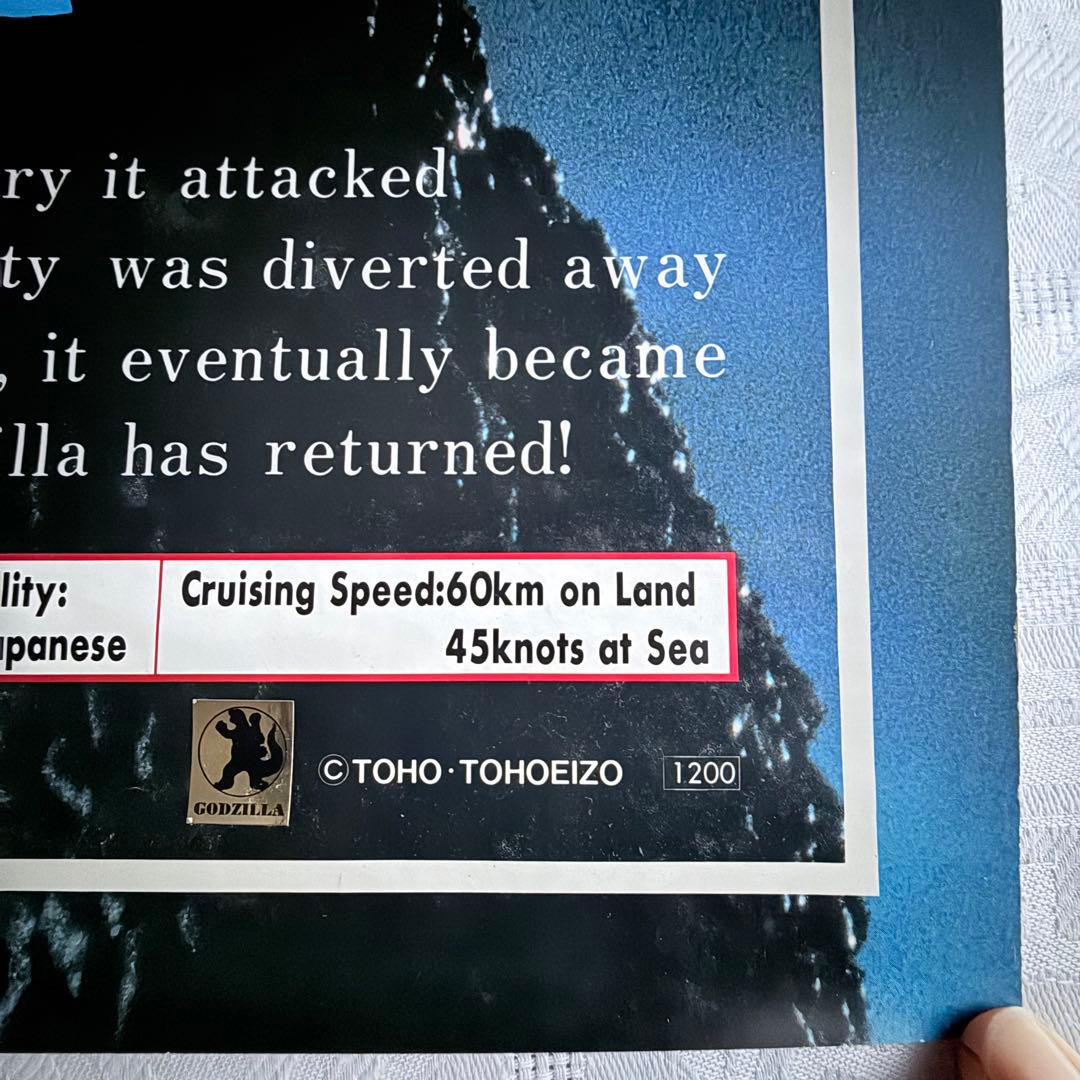 ry it attacked
ty was diverted away
, it eventually became
illa has returned!
lity:
apanese
Cruising Speed:60km on Land
45knots at Sea
GODZILLA
©TOHO·TOHOEIZO 1200